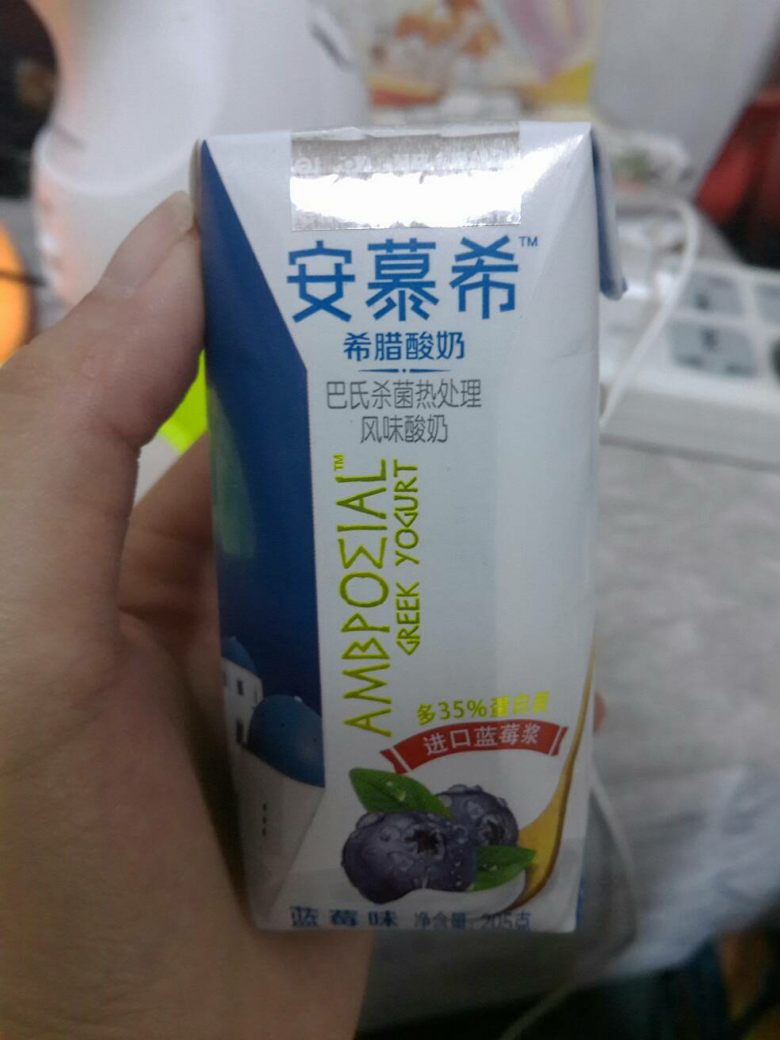 安慕希™
希腊酸奶
巴氏杀菌热处理
风味酸奶
AMBPOΣIAL™
GREEK YOGURT
多35%蛋白质
进口蓝莓浆
蓝莓味 净含量:205克